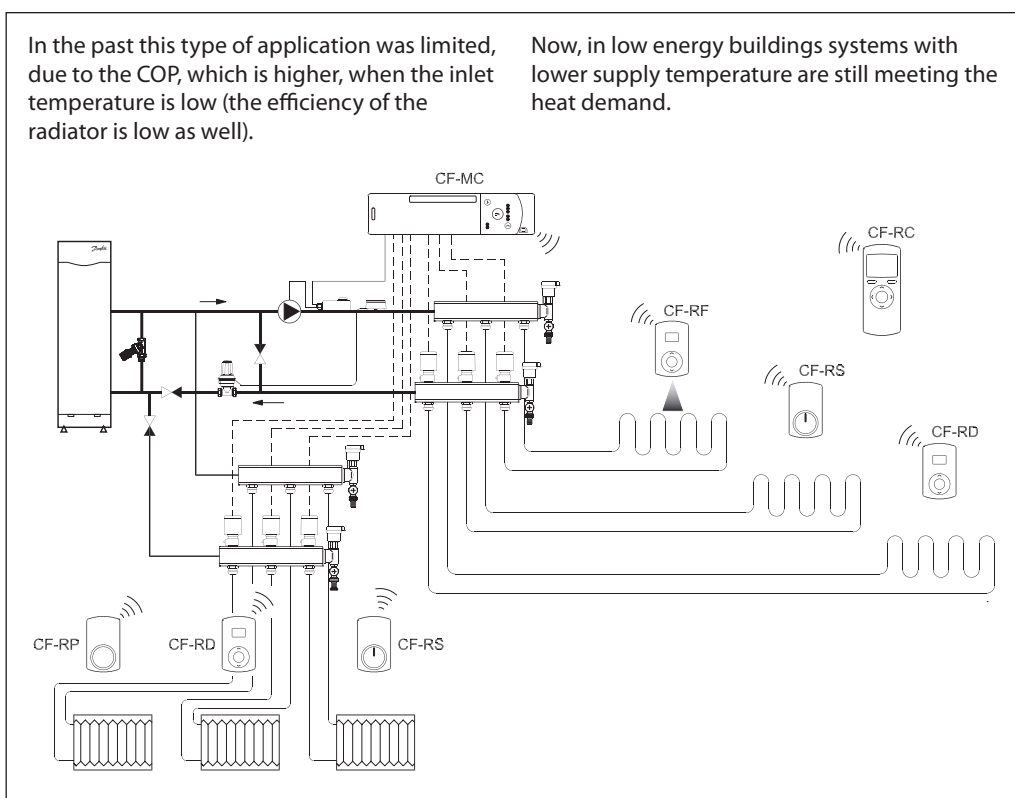 In the past this type of application was limited,
due to the COP, which is higher, when the inlet
temperature is low (the efficiency of the
radiator is low as well).
Now, in low energy buildings systems with
lower supply temperature are still meeting the
heat demand.
CF-MC
Danfoss
CF-RC
CF-RF
CF-RS
CF-RD
CF-RP
CF-RD
CF-RS